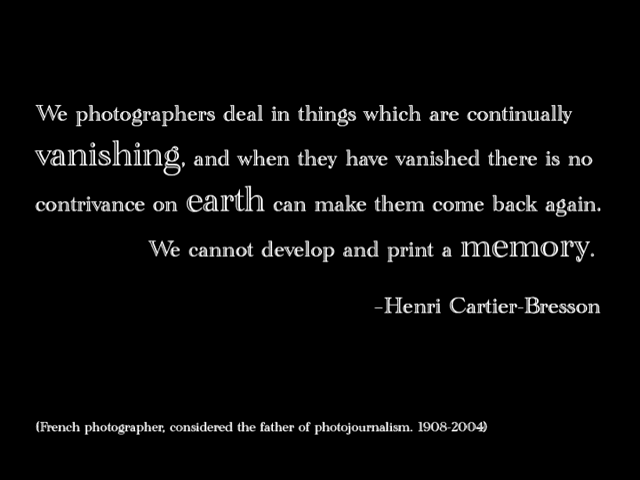 We photographers deal in things which are continually
vanishing, and when they have vanished there is no
contrivance on earth can make them come back again.
We cannot develop and print a memory.
-Henri Cartier-Bresson
(French photographer, considered the father of photojournalism. 1908-2004)